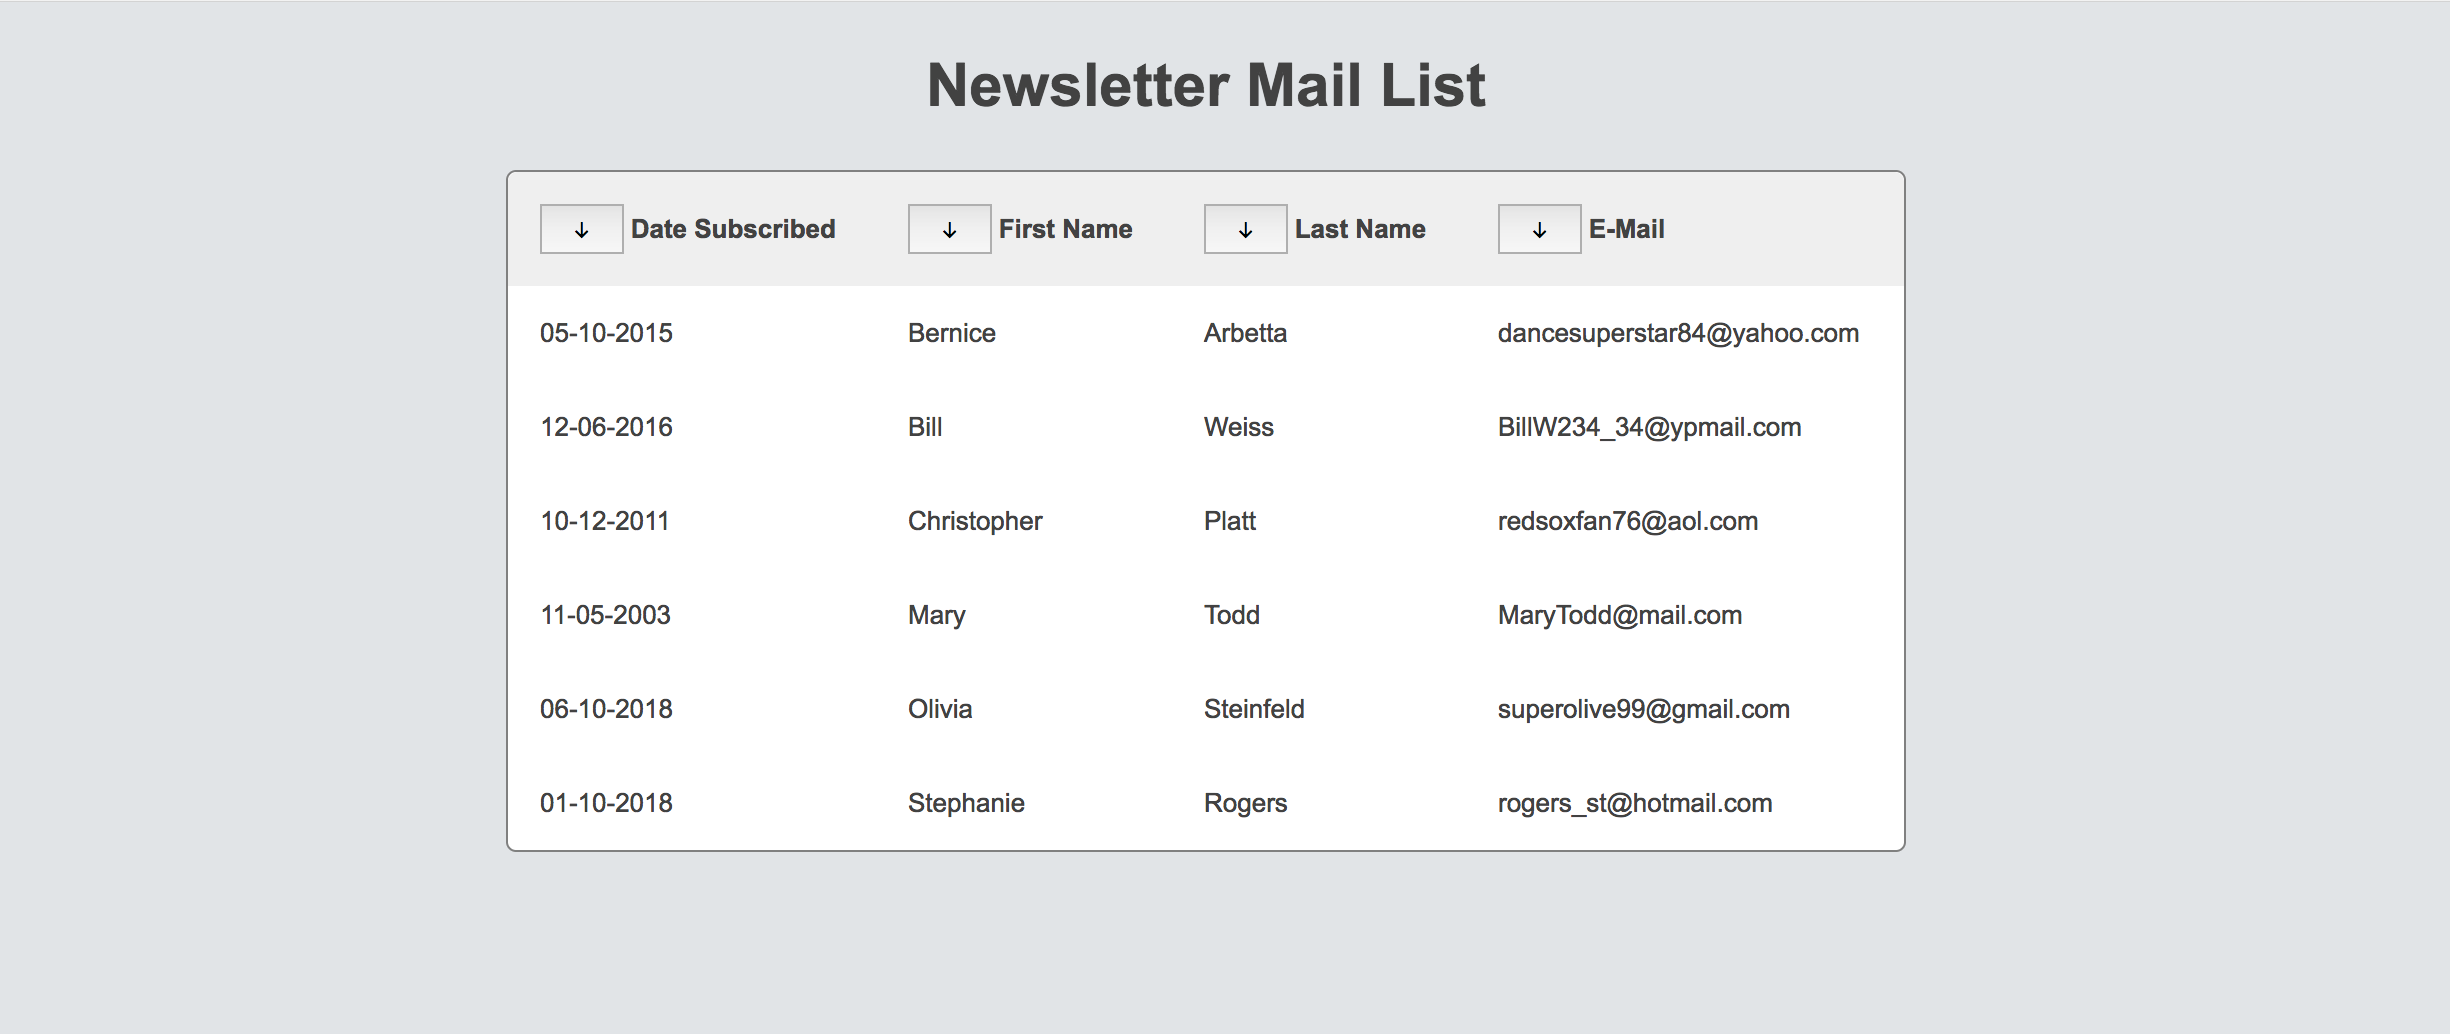 Newsletter Mail List
↓ Date Subscribed ↓ First Name ↓ Last Name ↓ E-Mail
05-10-2015 Bernice Arbetta dancesuperstar84@yahoo.com
12-06-2016 Bill Weiss BillW234_34@ypmail.com
10-12-2011 Christopher Platt redsoxfan76@aol.com
11-05-2003 Mary Todd MaryTodd@mail.com
06-10-2018 Olivia Steinfeld superolive99@gmail.com
01-10-2018 Stephanie Rogers rogers_st@hotmail.com